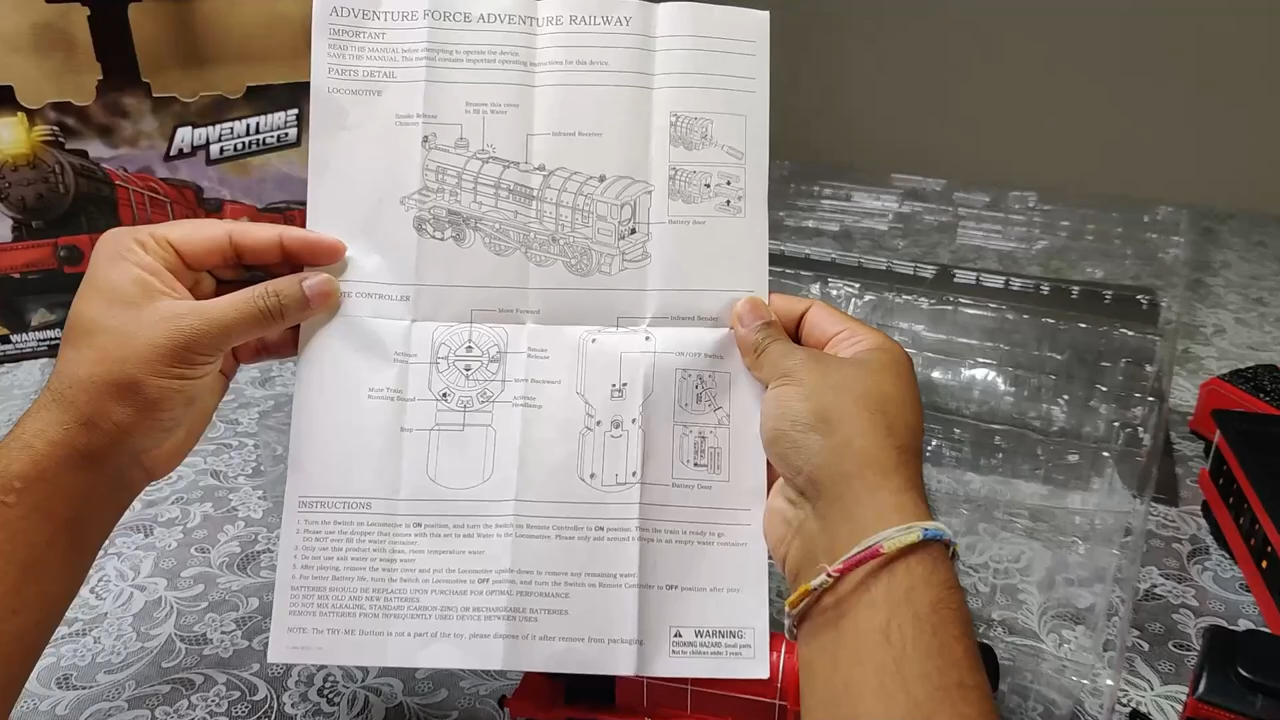 ADVENTURE FORCE ADVENTURE RAILWAY
IMPORTANT
READ THIS MANUAL before attempting to operate the device.
SAVE THIS MANUAL. This manual contains important operating instructions for this device.
PARTS DETAIL
LOCOMOTIVE
Remove this cover
to fill in Water
Smoke Release
Chimney
Infrared Receiver
Battery door
OTE CONTROLLER
Move Forward
Infrared Sender
Activate
Horn
Smoke
Release
ON/OFF Switch
Move Backward
Mute Train
Running Sound
Activate
Headlamp
Stop
Battery Door
INSTRUCTIONS
1. Turn the Switch on Locomotive to ON position, and turn the Switch on Remote Controller to ON position. Then the train is ready to go.
2. Please use the dropper that comes with this set to add Water to the Locomotive. Please only add around drops in an empty water container
DO NOT over fill the water container.
3. Only use this product with clean, room temperature water.
4. Do not use salt water or soapy water
5. After playing, remove the water cover and put the Locomotive upside-down to remove any remaining water.
6. For better Battery life, turn the Switch on Locomotive to OFF position, and turn the Switch on Remote Controller to OFF position after play.
BATTERIES SHOULD BE REPLACED UPON PURCHASE FOR OPTIMAL PERFORMANCE.
DO NOT MIX OLD AND NEW BATTERIES.
DO NOT MIX ALKALINE, STANDARD (CARBON-ZINC) OR RECHARGEABLE BATTERIES.
REMOVE BATTERIES FROM INFREQUENTLY USED DEVICE BETWEEN USES.
NOTE: The TRY-ME Button is not a part of the toy, please dispose of it after remove from packaging.
WARNING:
CHOKING HAZARD-Small parts
Not for children under 3 years.
ADVENTURE
FORCE
WARNING
HAZARD-Small parts